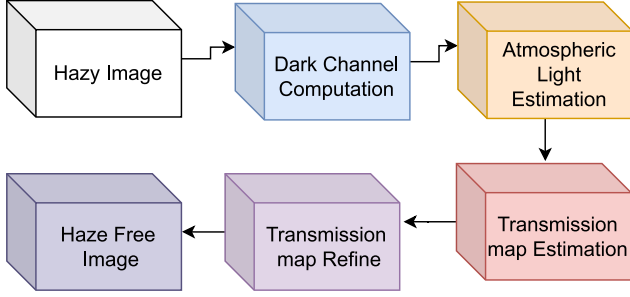 Hazy Image
Dark Channel
Computation
Atmospheric
Light
Estimation
Transmission
map Estimation
Transmission
map Refine
Haze Free
Image